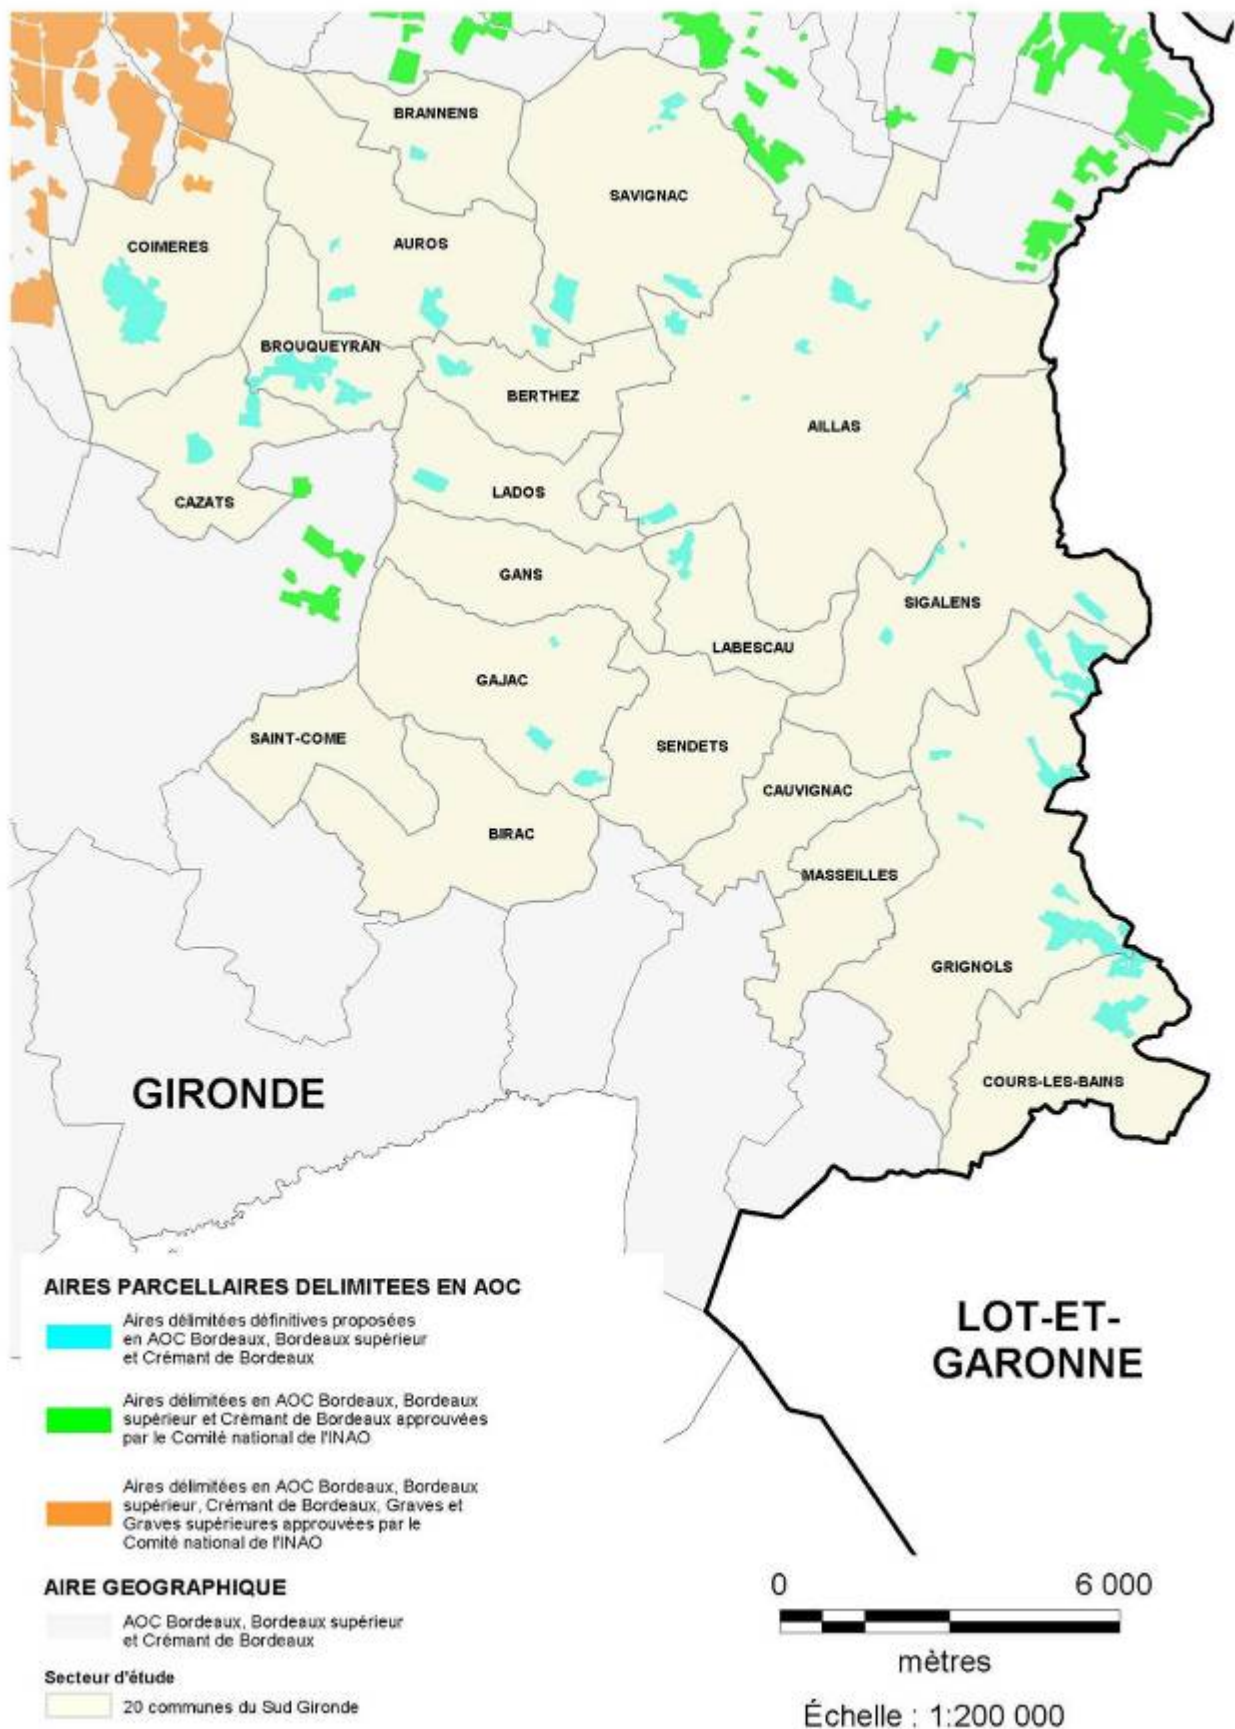 BRANNENS
SAVIGNAC
COIMERES
AUROS
BROUQUEYRAN
BERTHEZ
AILLAS
LADOS
CAZATS
GANS
SIGALENS
LABESCAU
GAJAC
SAINT-COME
SENDETS
CAUVIGNAC
BIRAC
MASSEILLES
GRIGNOLS
COURS-LES-BAINS
GIRONDE
LOT-ET-
GARONNE
AIRES PARCELLAIRES DELIMITEES EN AOC
Aires délimitées définitives proposées
en AOC Bordeaux, Bordeaux supérieur
et Crémant de Bordeaux
Aires délimitées en AOC Bordeaux, Bordeaux
supérieur et Crémant de Bordeaux approuvées
par le Comité national de l'INAO
Aires délimitées en AOC Bordeaux, Bordeaux
supérieur, Crémant de Bordeaux, Graves et
Graves supérieures approuvées par le
Comité national de l'INAO
AIRE GEOGRAPHIQUE
AOC Bordeaux, Bordeaux supérieur
et Crémant de Bordeaux
Secteur d'étude
20 communes du Sud Gironde
0 6 000
mètres
Échelle : 1:200 000